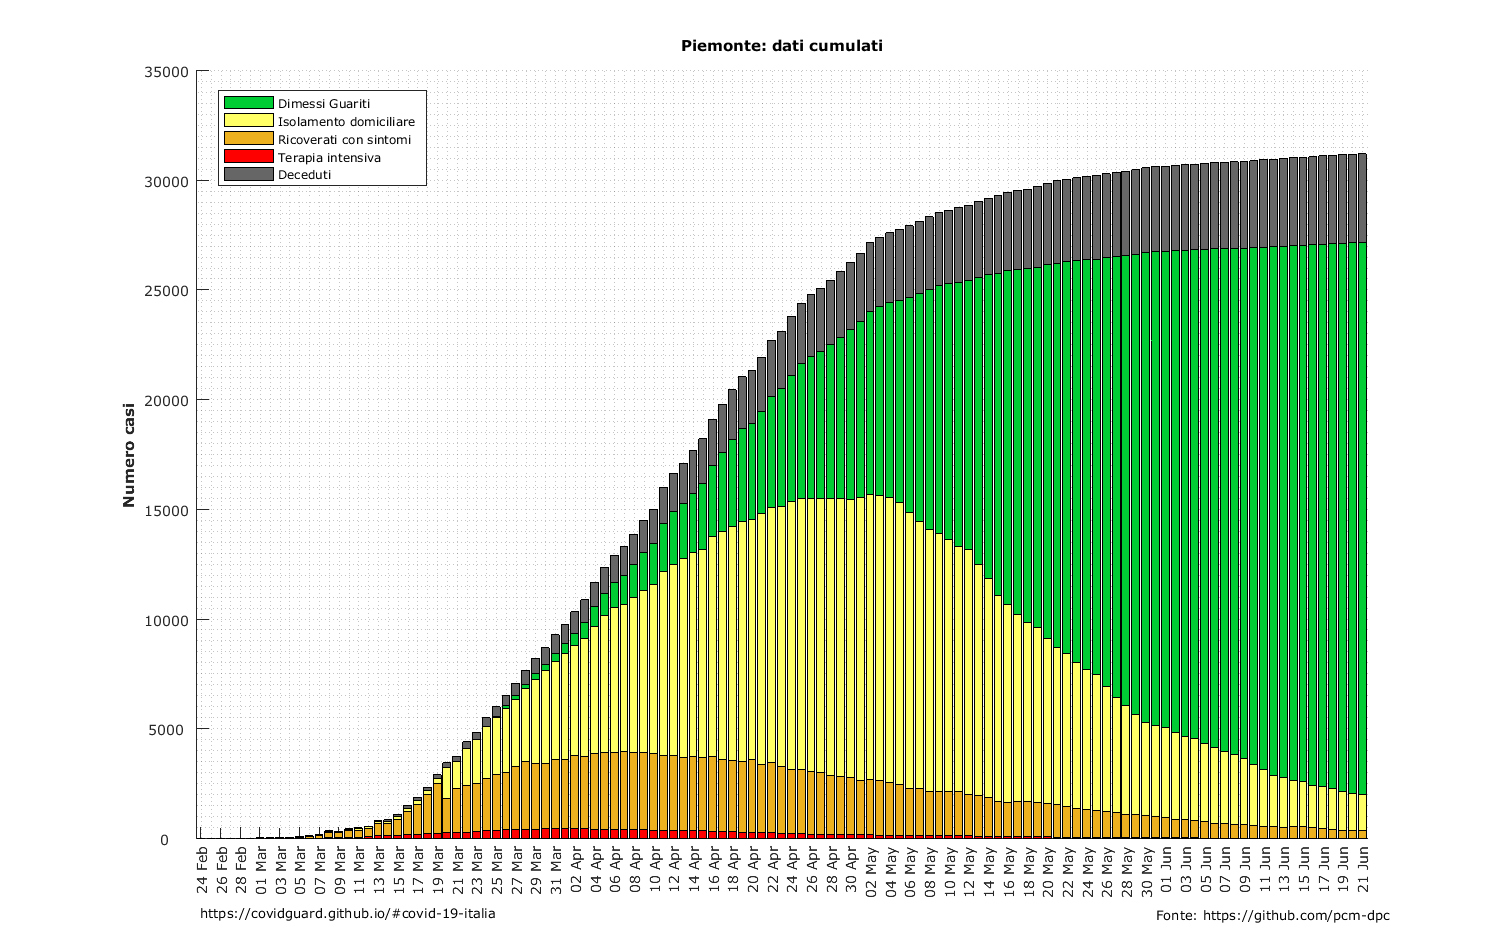 Piemonte: dati cumulati
35000
30000
25000
20000
15000
10000
5000
0
Numero casi
Dimessi Guariti
Isolamento domiciliare
Ricoverati con sintomi
Terapia intensiva
Deceduti
24 Feb
26 Feb
28 Feb
01 Mar
03 Mar
05 Mar
07 Mar
09 Mar
11 Mar
13 Mar
15 Mar
17 Mar
19 Mar
21 Mar
23 Mar
25 Mar
27 Mar
29 Mar
31 Mar
02 Apr
04 Apr
06 Apr
08 Apr
10 Apr
12 Apr
14 Apr
16 Apr
18 Apr
20 Apr
22 Apr
24 Apr
26 Apr
28 Apr
30 Apr
02 May
04 May
06 May
08 May
10 May
12 May
14 May
16 May
18 May
20 May
22 May
24 May
26 May
28 May
30 May
01 Jun
03 Jun
05 Jun
07 Jun
09 Jun
11 Jun
13 Jun
15 Jun
17 Jun
19 Jun
21 Jun
https://covidguard.github.io/#covid-19-italia
Fonte: https://github.com/pcm-dpc